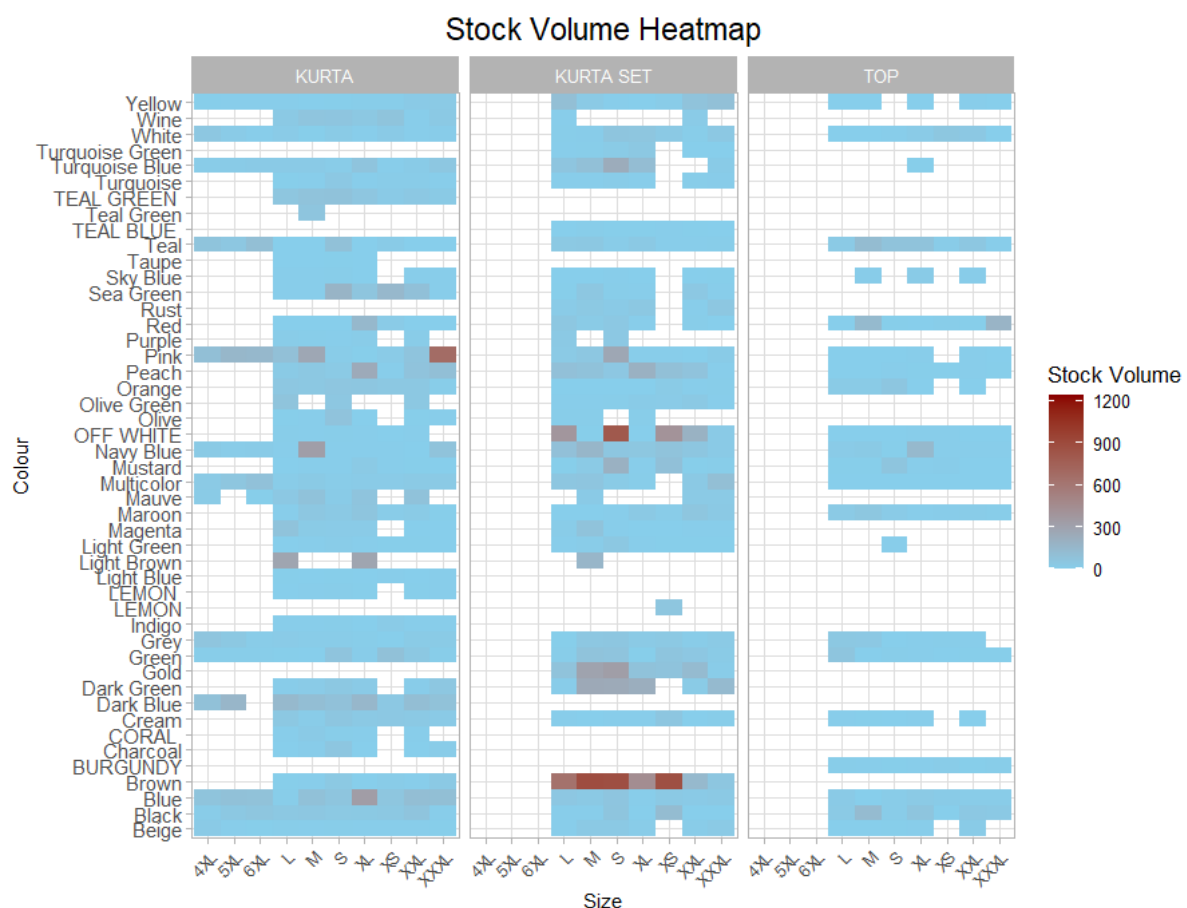 Stock Volume Heatmap
KURTA
KURTA SET
TOP
Yellow
Wine
White
Turquoise Green
Turquoise Blue
Turquoise
TEAL GREEN
Teal Green
TEAL BLUE
Teal
Taupe
Sky Blue
Sea Green
Rust
Red
Purple
Pink
Peach
Orange
Olive Green
Olive
OFF WHITE
Navy Blue
Mustard
Multicolor
Mauve
Maroon
Magenta
Light Green
Light Brown
Light Blue
LEMON
LEMON
Indigo
Grey
Green
Gold
Dark Green
Dark Blue
Cream
CORAL
Charcoal
BURGUNDY
Brown
Blue
Black
Beige
Colour
4XL 5XL 6XL L M S XL XS XXL XXXL
4XL 5XL 6XL L M S XL XS XXL XXXL
4XL 5XL 6XL L M S XL XS XXL XXXL
Size
Stock Volume
1200
900
600
300
0